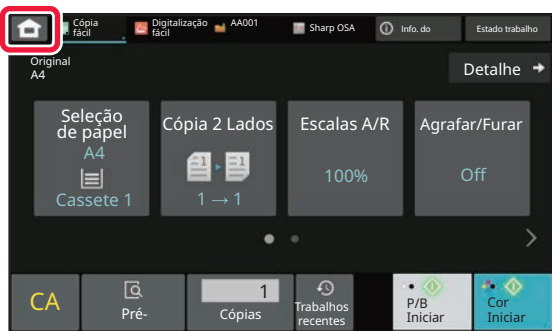 Cópia
fácil
Digitalização
fácil
AA001
Sharp OSA
Info. do
Estado trabalho
Original
A4
Detalhe
Seleção
de papel
A4
Cassete 1
Cópia 2 Lados
1
1
1 → 1
Escalas A/R
100%
Agrafar/Furar
Off
CA
Pré-
1
Cópias
Trabalhos
recentes
P/B
Iniciar
Cor
Iniciar